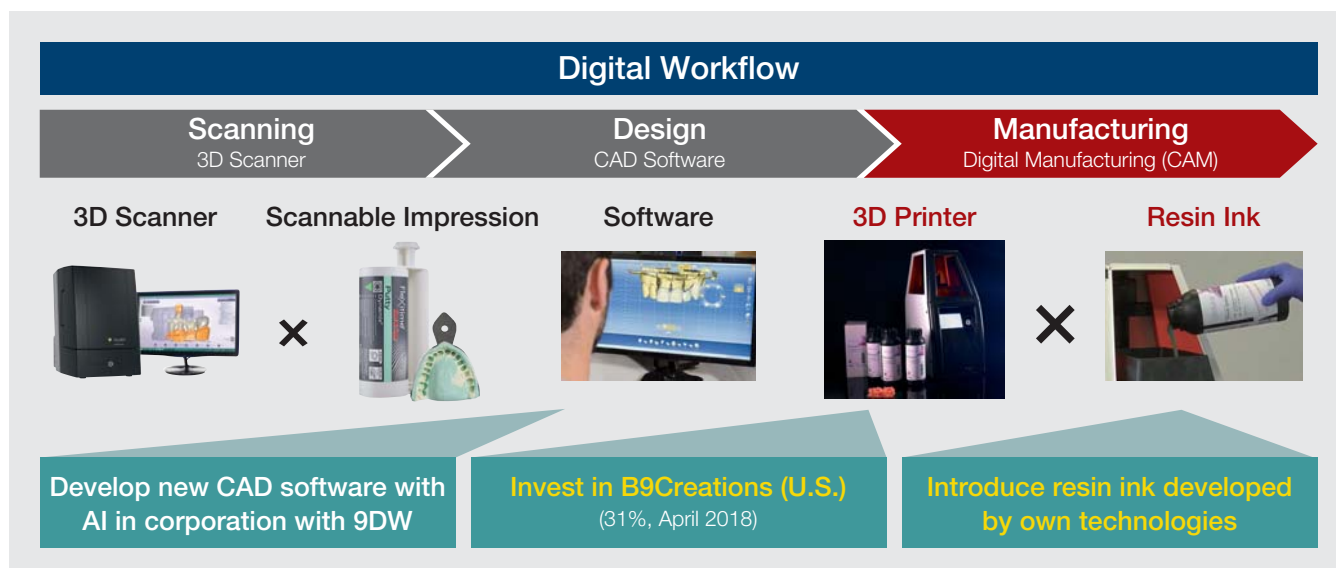 Digital Workflow
Scanning
3D Scanner
Design
CAD Software
Manufacturing
Digital Manufacturing (CAM)
3D Scanner
Scannable Impression
Software
3D Printer
Resin Ink
Putty
×
×
Develop new CAD software with
AI in corporation with 9DW
Invest in B9Creations (U.S.)
(31%, April 2018)
Introduce resin ink developed
by own technologies